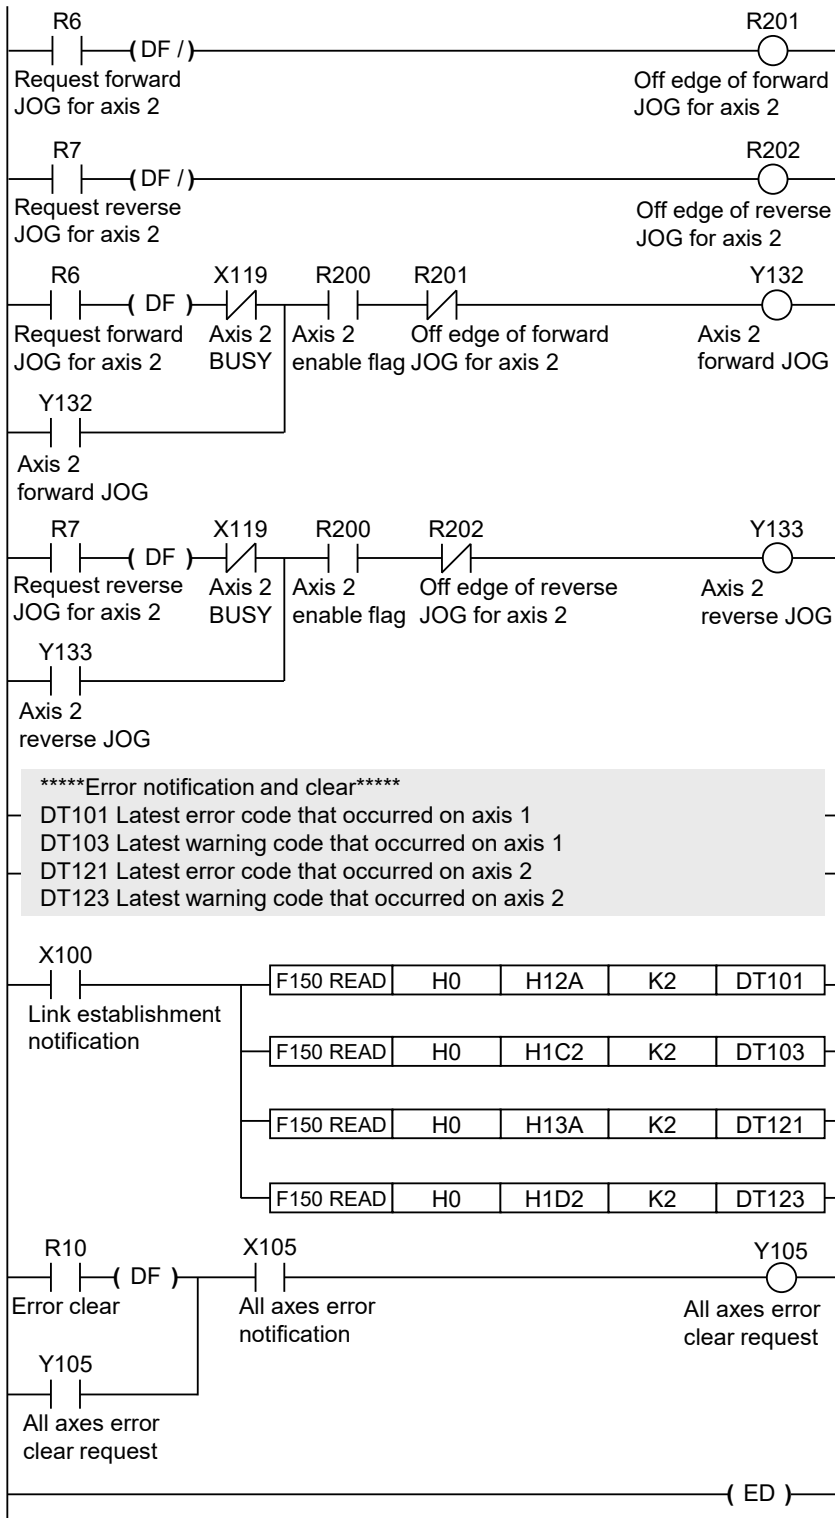 R6 R201
( DF / )
Request forward Off edge of forward
JOG for axis 2 JOG for axis 2
R7 R202
( DF / )
Request reverse Off edge of reverse
JOG for axis 2 JOG for axis 2
R6 X119 R200 R201 Y132
( DF )
Request forward Axis 2 Axis 2 Off edge of forward Axis 2
JOG for axis 2 BUSY enable flag JOG for axis 2 forward JOG
Y132
Axis 2
forward JOG
R7 X119 R200 R202 Y133
( DF )
Request reverse Axis 2 Axis 2 Off edge of reverse Axis 2
JOG for axis 2 BUSY enable flag JOG for axis 2 reverse JOG
Y133
Axis 2
reverse JOG
*****Error notification and clear*****
DT101 Latest error code that occurred on axis 1
DT103 Latest warning code that occurred on axis 1
DT121 Latest error code that occurred on axis 2
DT123 Latest warning code that occurred on axis 2
X100
F150 READ H0 H12A K2 DT101
Link establishment
notification
F150 READ H0 H1C2 K2 DT103
F150 READ H0 H13A K2 DT121
F150 READ H0 H1D2 K2 DT123
R10 X105 Y105
( DF )
Error clear All axes error All axes error
notification clear request
Y105
All axes error
clear request
( ED )